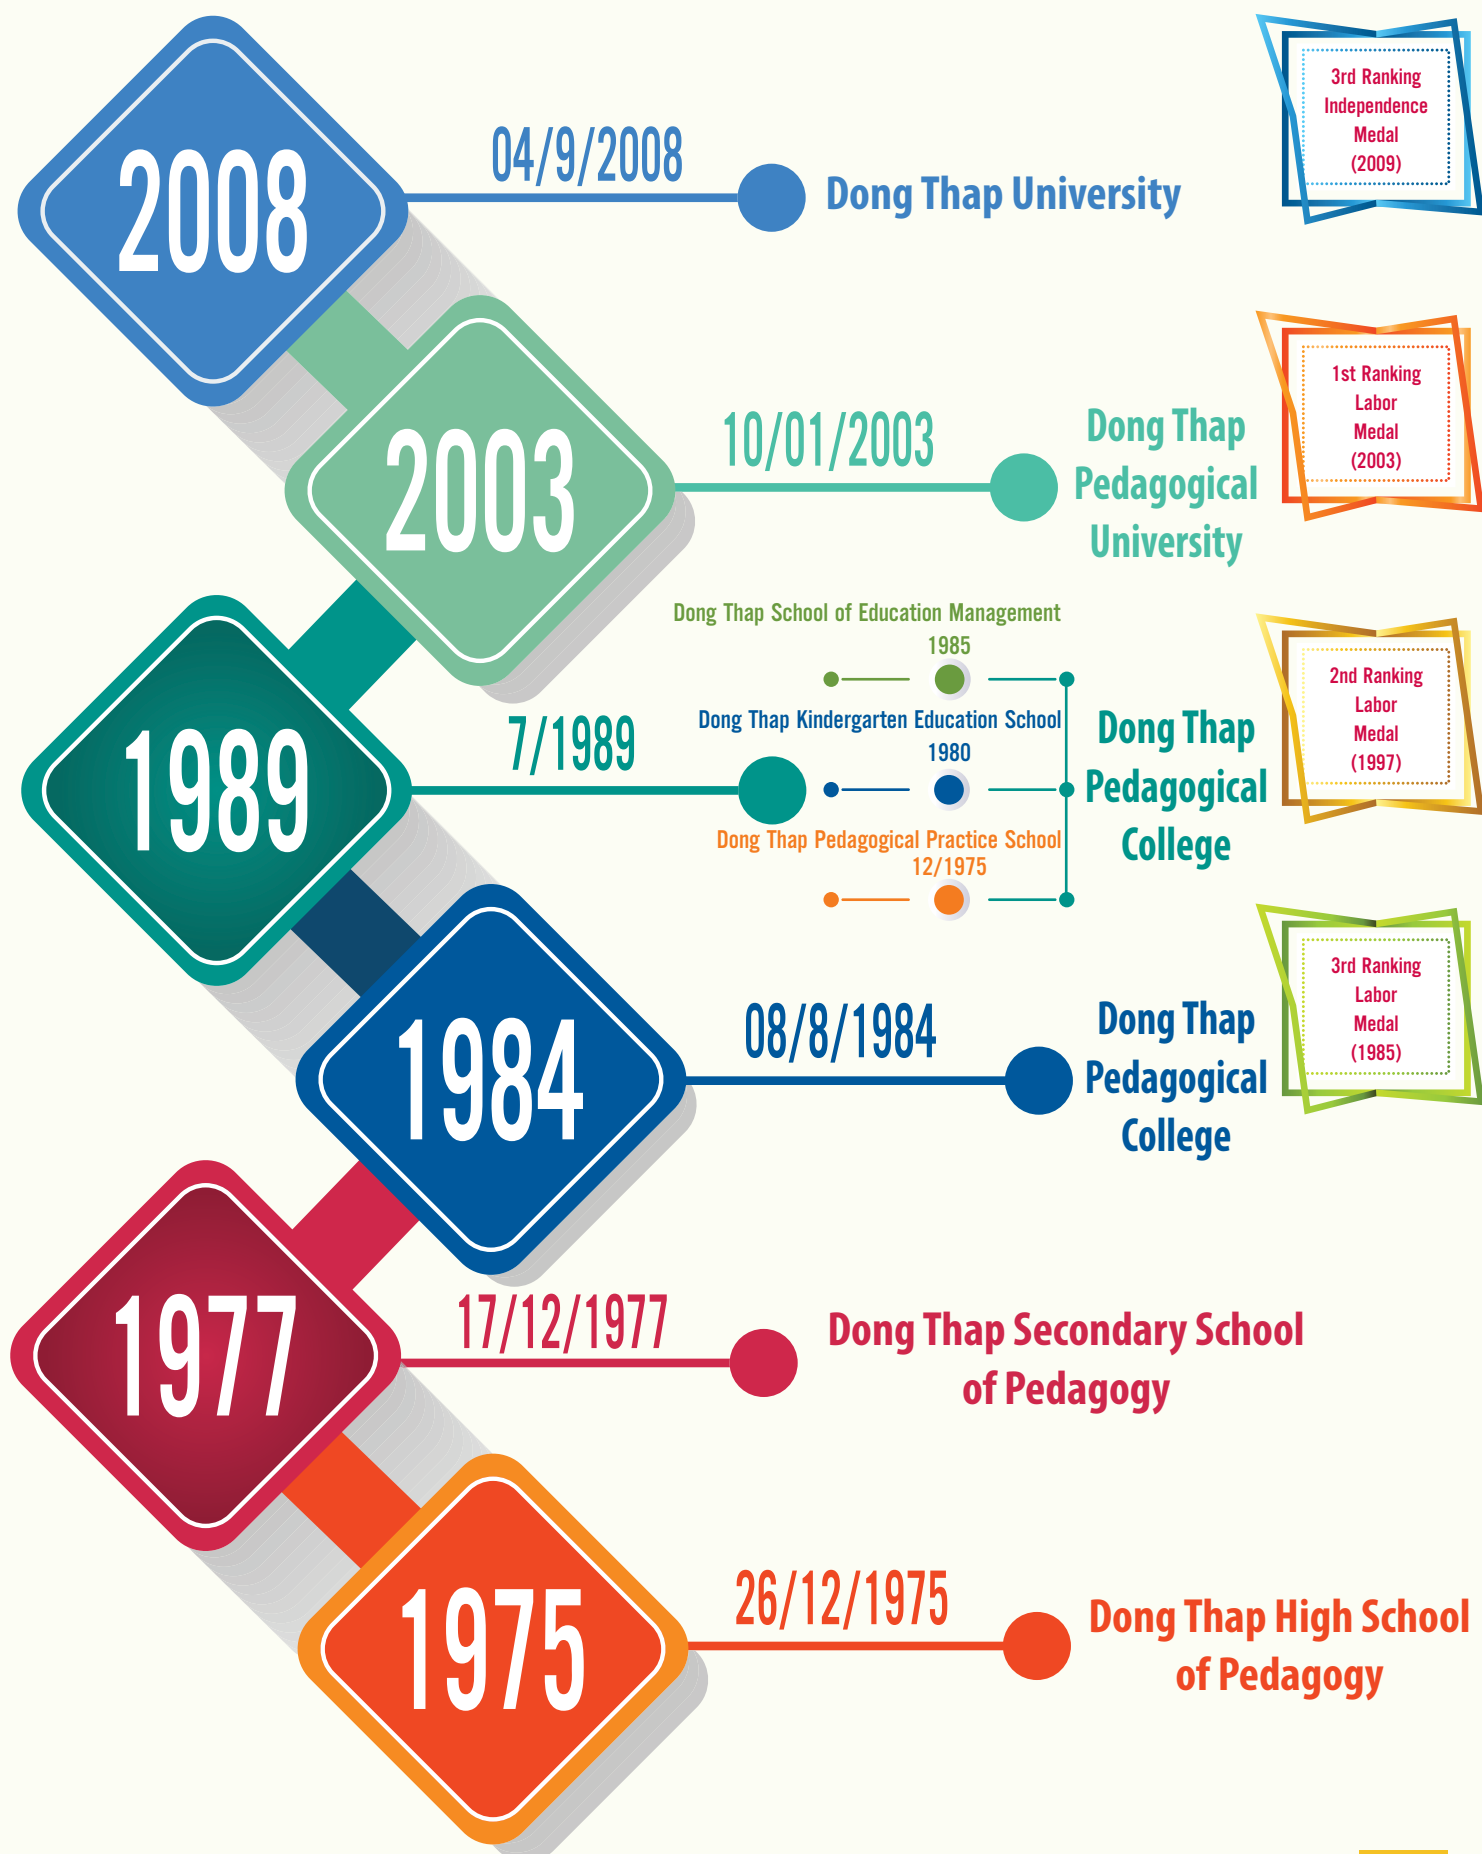 2008
04/9/2008
Dong Thap University
3rd Ranking
Independence
Medal
(2009)
2003
10/01/2003
Dong Thap
Pedagogical
University
1st Ranking
Labor
Medal
(2003)
1989
7/1989
Dong Thap School of Education Management
1985
Dong Thap Kindergarten Education School
1980
Dong Thap Pedagogical Practice School
12/1975
Dong Thap
Pedagogical
College
2nd Ranking
Labor
Medal
(1997)
1984
08/8/1984
Dong Thap
Pedagogical
College
3rd Ranking
Labor
Medal
(1985)
1977
17/12/1977
Dong Thap Secondary School
of Pedagogy
1975
26/12/1975
Dong Thap High School
of Pedagogy